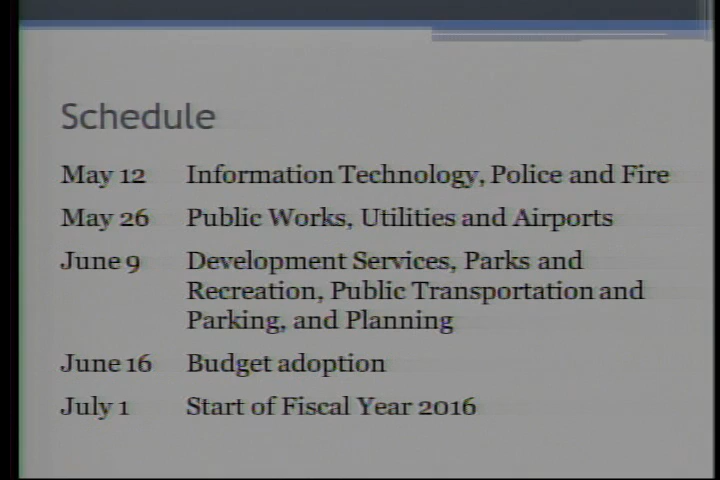 Schedule
May 12 Information Technology, Police and Fire
May 26 Public Works, Utilities and Airports
June 9 Development Services, Parks and
Recreation, Public Transportation and
Parking, and Planning
June 16 Budget adoption
July 1 Start of Fiscal Year 2016